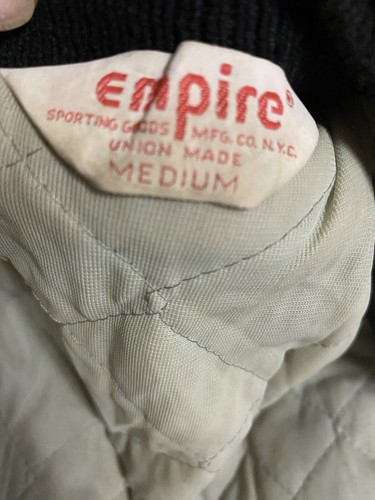 empire®
SPORTING GOODS MFG. CO. N.Y.C.
UNION MADE
MEDIUM